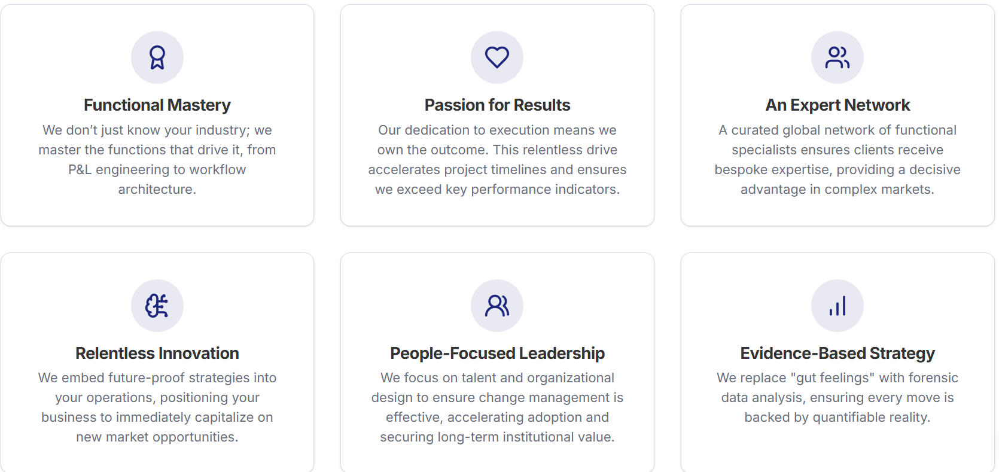 Functional Mastery
We don’t just know your industry; we
master the functions that drive it, from
P&L engineering to workflow
architecture.
Passion for Results
Our dedication to execution means we
own the outcome. This relentless drive
accelerates project timelines and ensures
we exceed key performance indicators.
An Expert Network
A curated global network of functional
specialists ensures clients receive
bespoke expertise, providing a decisive
advantage in complex markets.
Relentless Innovation
We embed future-proof strategies into
your operations, positioning your
business to immediately capitalize on
new market opportunities.
People-Focused Leadership
We focus on talent and organizational
design to ensure change management is
effective, accelerating adoption and
securing long-term institutional value.
Evidence-Based Strategy
We replace "gut feelings" with forensic
data analysis, ensuring every move is
backed by quantifiable reality.